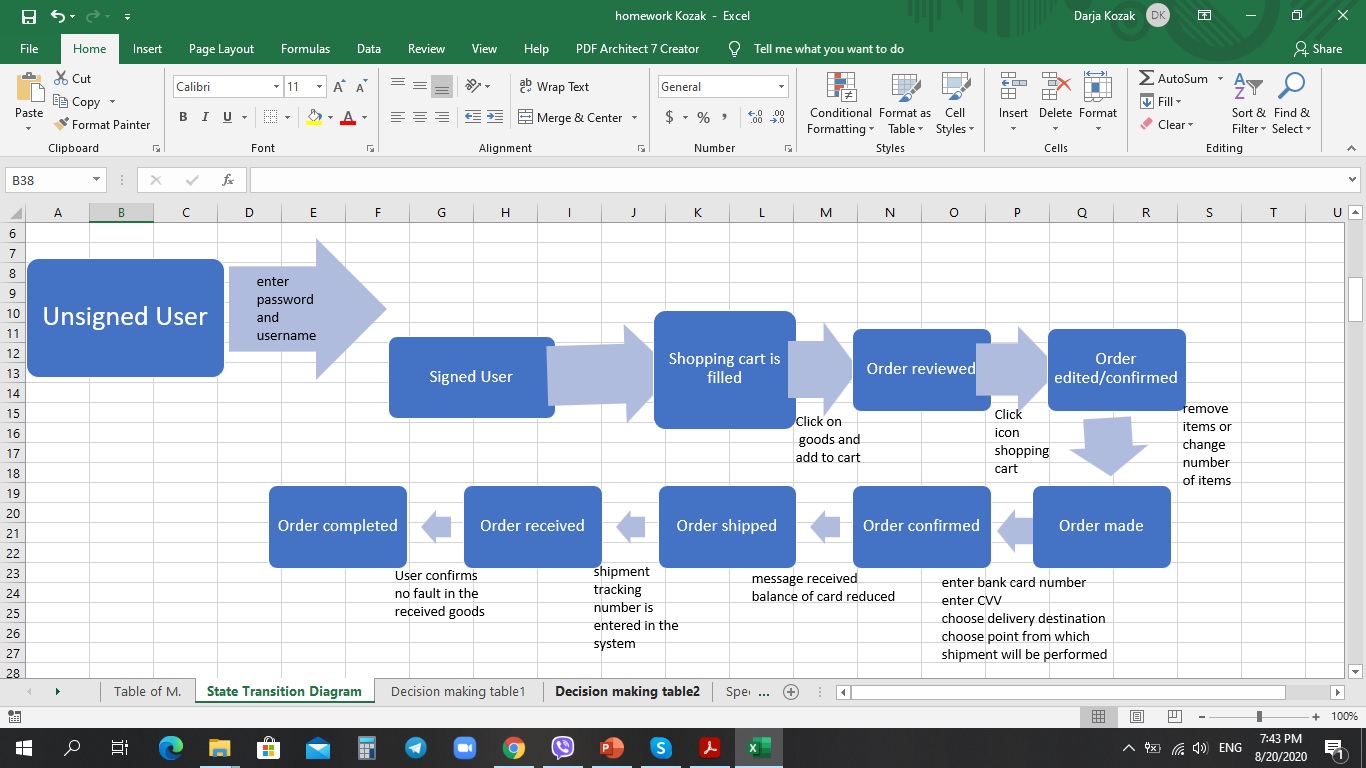 homework Kozak - Excel
Darja Kozak DK
File Home Insert Page Layout Formulas Data Review View Help PDF Architect 7 Creator Tell me what you want to do Share
Paste
Cut
Copy
Format Painter
Clipboard
Calibri 11 A A
B I U A
Font
ab Wrap Text
Merge & Center
Alignment
General
$ % ,
Number
Conditional Formatting
Format as Table
Cell Styles
Styles
Insert Delete Format
Cells
AutoSum
Fill
Clear
Sort & Filter
Find & Select
Editing
B38 fx
A B C D E F G H I J K L M N O P Q R S T U
6
7
8
9
10
11
12
13
14
15
16
17
18
19
20
21
22
23
24
25
26
27
28
Unsigned User
enter
password
and
username
Signed User
Shopping cart is
filled
Click on
goods and
add to cart
Order reviewed
Click
icon
shopping
cart
Order
edited/confirmed
remove
items or
change
number
of items
Order completed
Order received
Order shipped
Order confirmed
Order made
User confirms
no fault in the
received goods
shipment
tracking
number is
entered in the
system
message received
balance of card reduced
enter bank card number
enter CVV
choose delivery destination
choose point from which
shipment will be performed
Table of M. State Transition Diagram Decision making table1 Decision making table2 Spe ...
100%
ENG
7:43 PM
8/20/2020
1